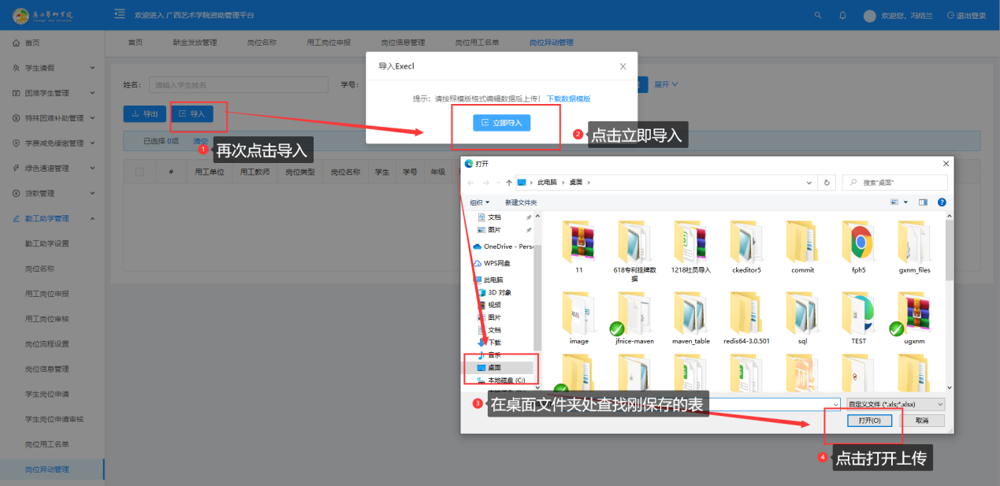 广西艺术学院
欢迎进入 广西艺术学院资助管理平台
欢迎您，冯结兰
退出登录
首页
学生请假
困难学生管理
特殊困难补助管理
学费减免缓缴管理
绿色通道管理
贷款管理
勤工助学管理
勤工助学设置
岗位名称
用工岗位申报
用工岗位审核
岗位流程设置
岗位信息管理
学生岗位申请
学生岗位申请审核
岗位用工名单
岗位异动管理
首页 酬金发放管理 岗位名称 用工岗位申报 岗位信息管理 岗位用工名单 岗位异动管理
姓名: 请输入学生姓名 学号: 展开
导出 导入
已选择 0项 清空
# 用工单位 用工教师 岗位类型 岗位名称 学生 学号 年级
导入Execl
提示：请按照模版格式编辑数据后上传！ 下载数据模版
立即导入
1 再次点击导入
2 点击立即导入
打开
此电脑 › 桌面 ›
搜索"桌面"
组织 新建文件夹
文档
图片
OneDrive - Perso
WPS网盘
此电脑
3D 对象
视频
图片
文档
下载
音乐
桌面
本地磁盘 (C:)
11
618专利挂牌数据
1218社员导入
ckeditor5
commit
fph5
gxnm_files
image
jfnice-maven
maven_table
redis64-3.0.501
sql
TEST
ugxnm
3 在桌面文件夹处查找刚保存的表
自定义文件 (*.xls;*.xlsx)
打开(O) 取消
4 点击打开上传